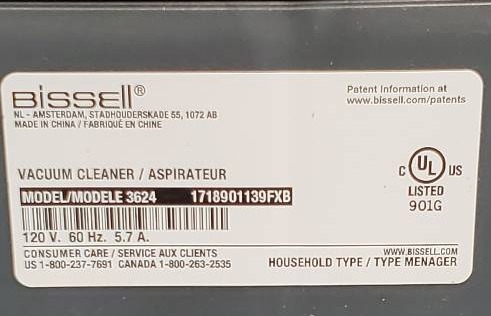 BISSELL®
NL - AMSTERDAM, STADHOUDERSKADE 55, 1072 AB
MADE IN CHINA / FABRIQUÉ EN CHINE
Patent Information at
www.bissell.com/patents
VACUUM CLEANER / ASPIRATEUR
C UL US
LISTED
901G
MODEL/MODELE 3624 1718901139FXB
120 V. 60 Hz. 5.7 A.
CONSUMER CARE / SERVICE AUX CLIENTS
US 1-800-237-7691 CANADA 1-800-263-2535
WWW.BISSELL.COM
HOUSEHOLD TYPE / TYPE MENAGER